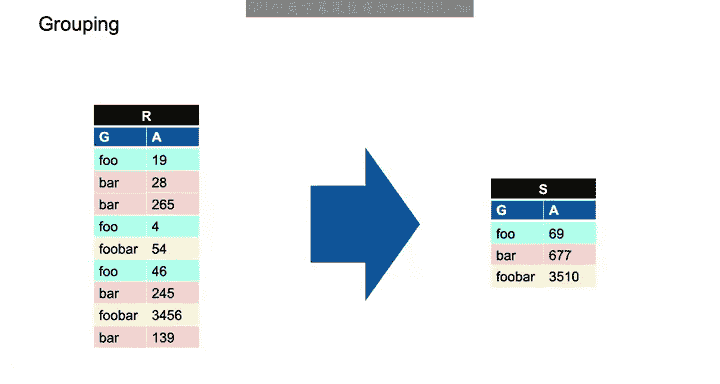 Grouping
R
G A
foo 19
bar 28
bar 265
foo 4
foobar 54
foo 46
bar 245
foobar 3456
bar 139
S
G A
foo 69
bar 677
foobar 3510